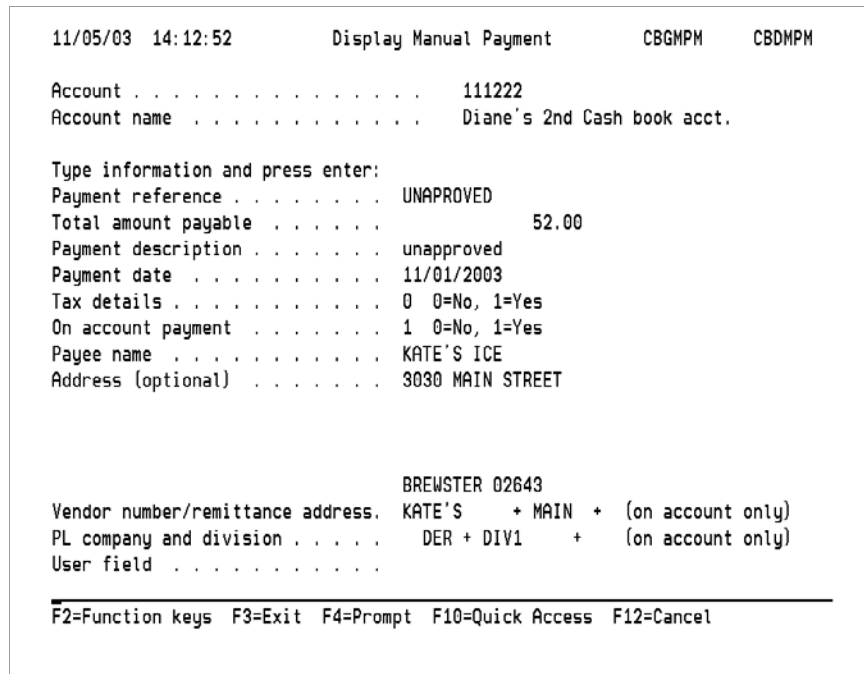 11/05/03 14:12:52 Display Manual Payment CBGMPM CBDMPM
Account . . . . . . . . . . . . . . . 111222
Account name . . . . . . . . . . . . Diane's 2nd Cash book acct.
Type information and press enter:
Payment reference . . . . . . . . UNAPROVED
Total amount payable . . . . . . 52.00
Payment description . . . . . . . unapproved
Payment date . . . . . . . . . . 11/01/2003
Tax details . . . . . . . . . . . 0 0=No, 1=Yes
On account payment . . . . . . . 1 0=No, 1=Yes
Payee name . . . . . . . . . . . KATE'S ICE
Address (optional) . . . . . . . 3030 MAIN STREET
BREWSTER 02643
Vendor number/remittance address. KATE'S + MAIN + (on account only)
PL company and division . . . . . DER + DIV1 + (on account only)
User field . . . . . . . . . . .
F2=Function keys F3=Exit F4=Prompt F10=Quick Access F12=Cancel